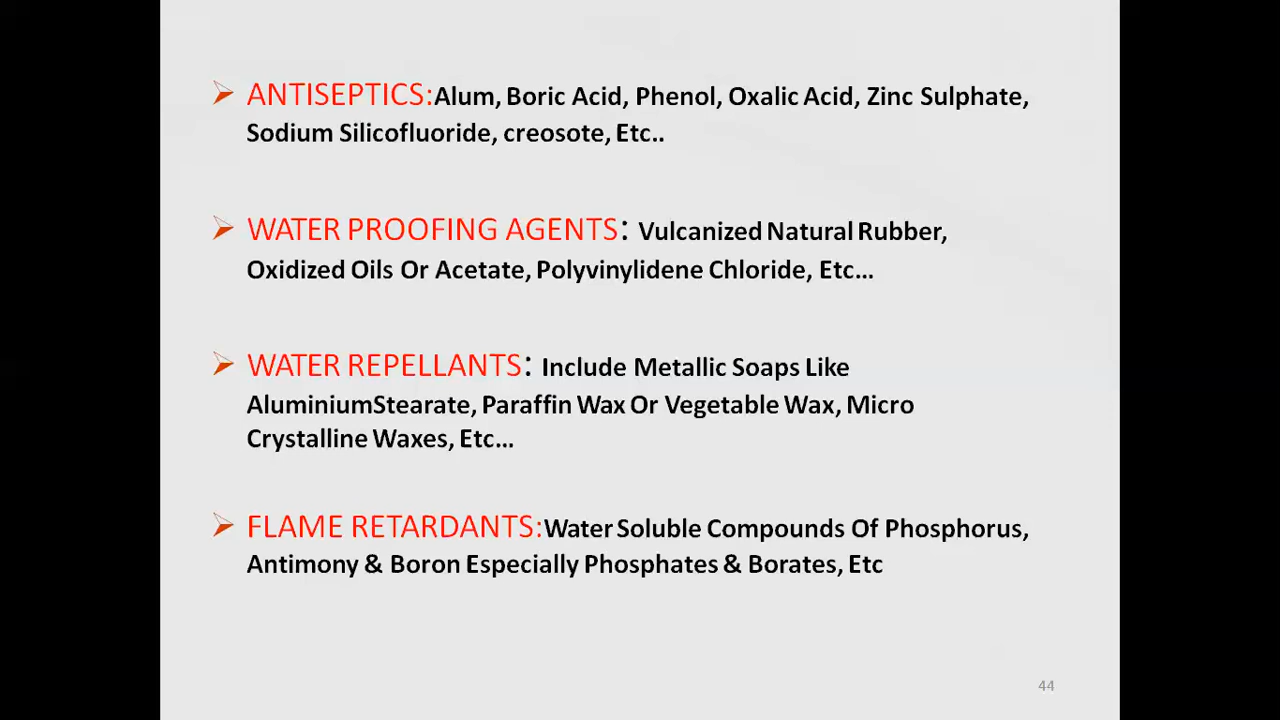 ANTISEPTICS:Alum, Boric Acid, Phenol, Oxalic Acid, Zinc Sulphate,
Sodium Silicofluoride, creosote, Etc..
WATER PROOFING AGENTS: Vulcanized Natural Rubber,
Oxidized Oils Or Acetate, Polyvinylidene Chloride, Etc...
WATER REPELLANTS: Include Metallic Soaps Like
AluminiumStearate, Paraffin Wax Or Vegetable Wax, Micro
Crystalline Waxes, Etc...
FLAME RETARDANTS:Water Soluble Compounds Of Phosphorus,
Antimony & Boron Especially Phosphates & Borates, Etc
44